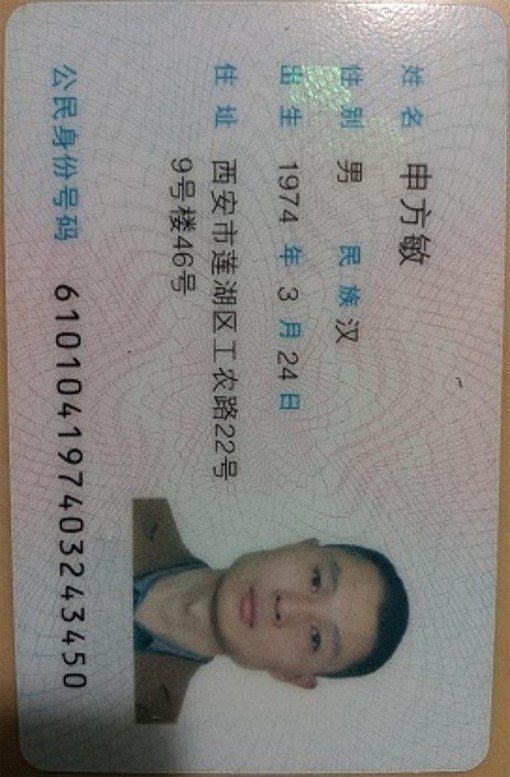 姓名 申方敏
性别 男 民族 汉
出生 1974 年 3 月 24 日
住址 西安市莲湖区工农路22号
9号楼46号
公民身份号码 610104197403243450